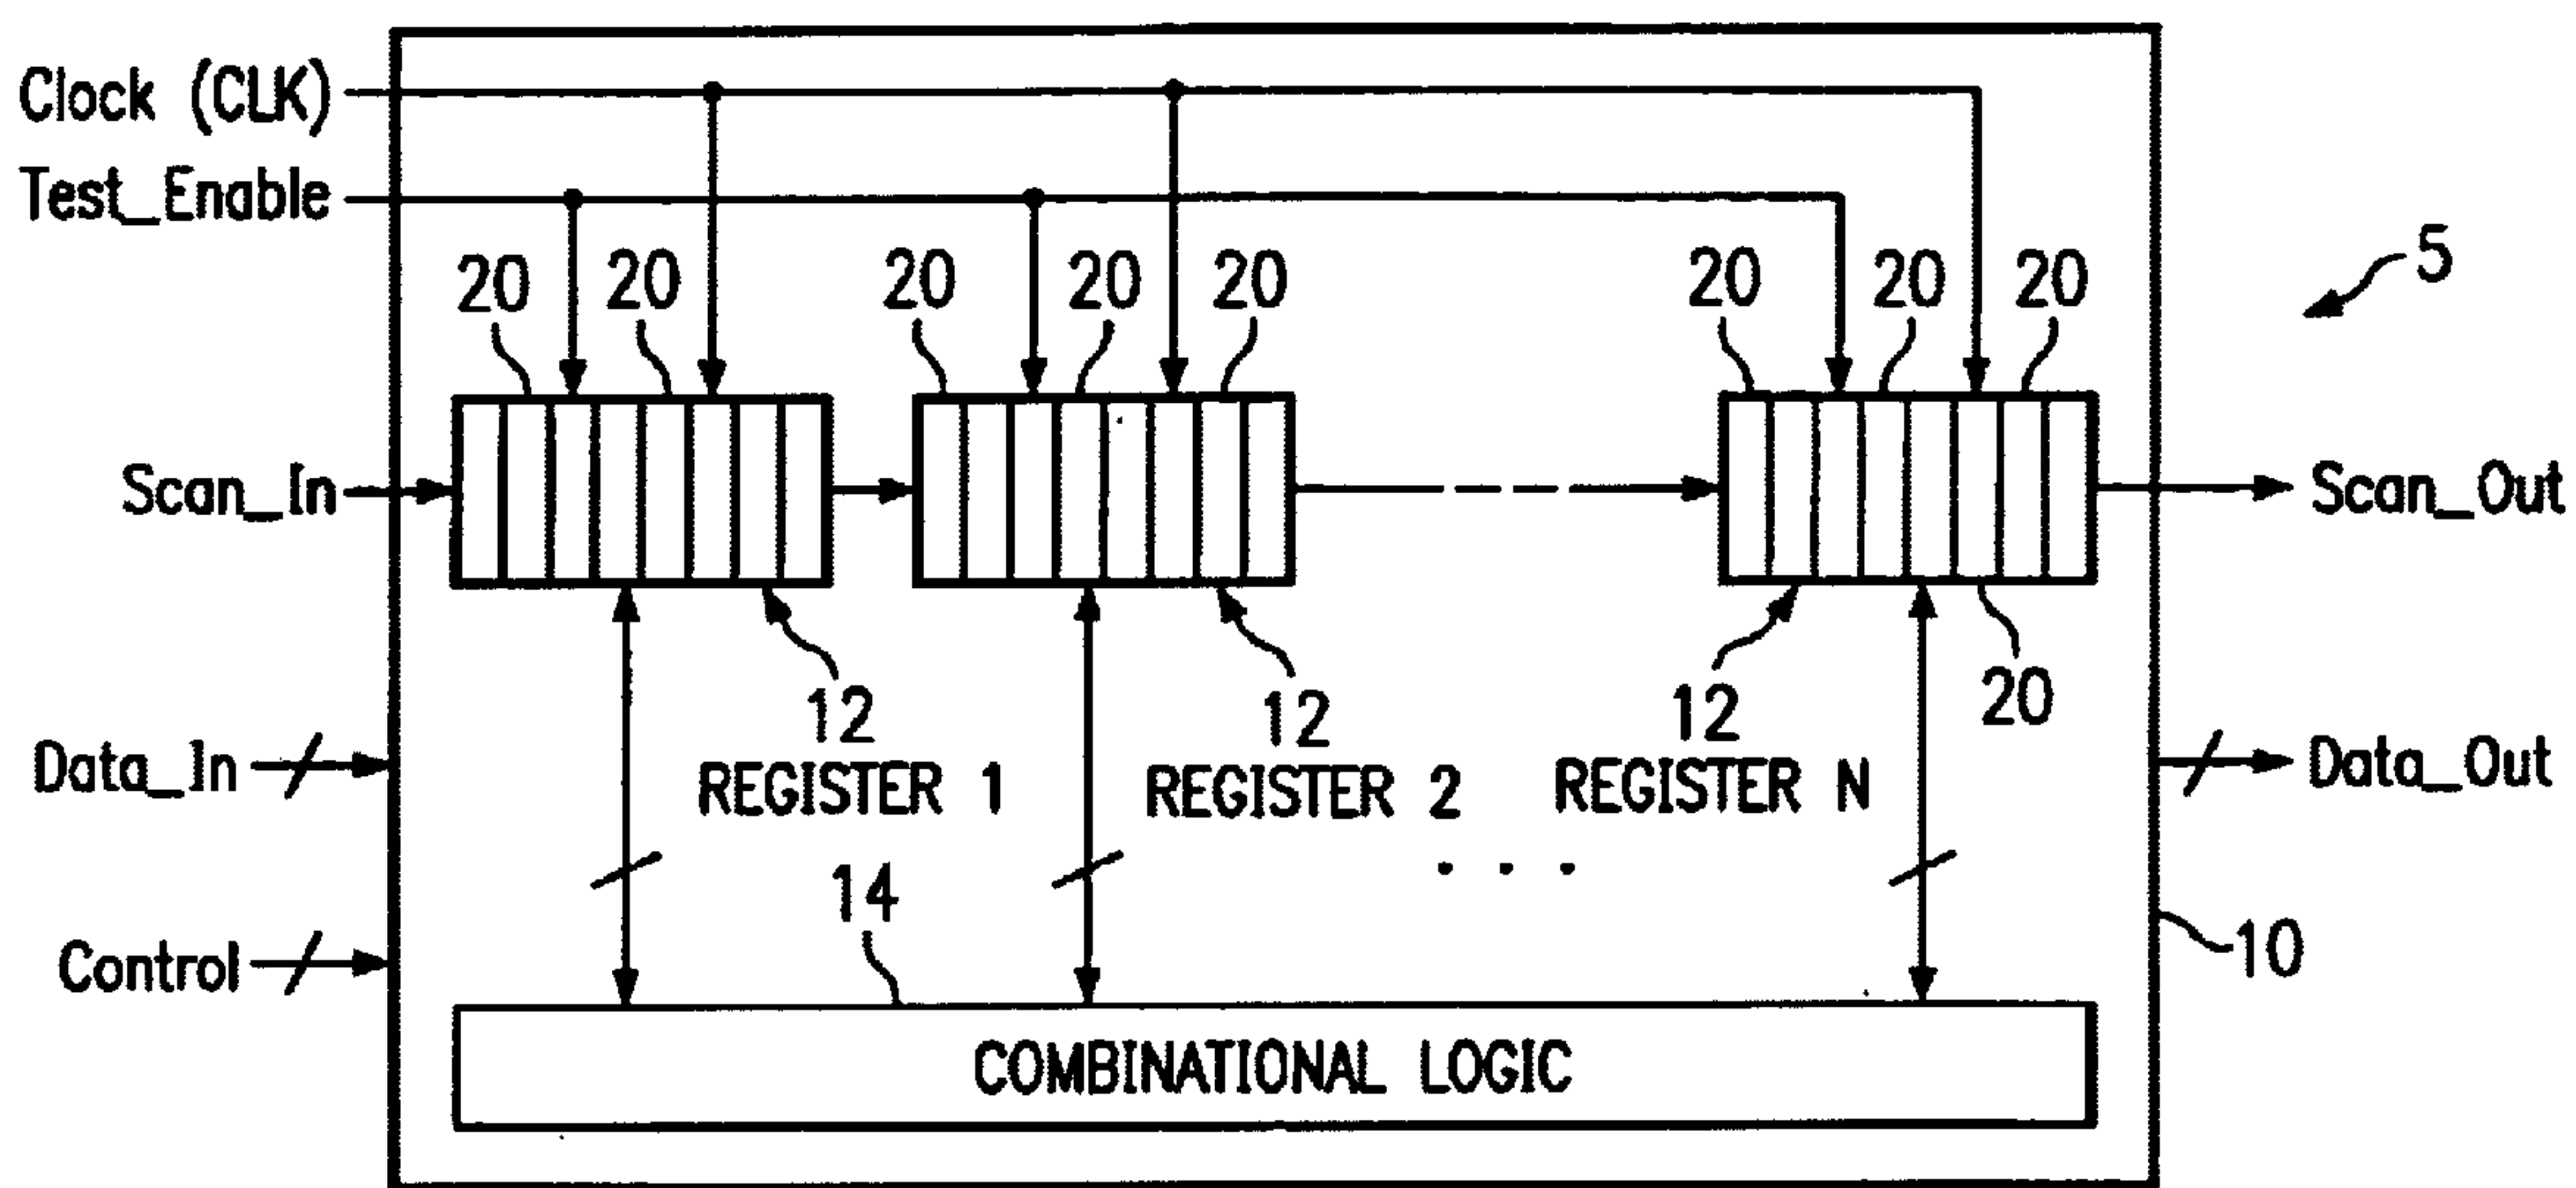 Clock (CLK)
Test_Enable
20 20 20 20 20 20 20 20
5
Scan_In
Scan_Out
12 12 12 20
REGISTER 1 REGISTER 2 REGISTER N
Data_In
Data_Out
. . .
14
Control
10
COMBINATIONAL LOGIC